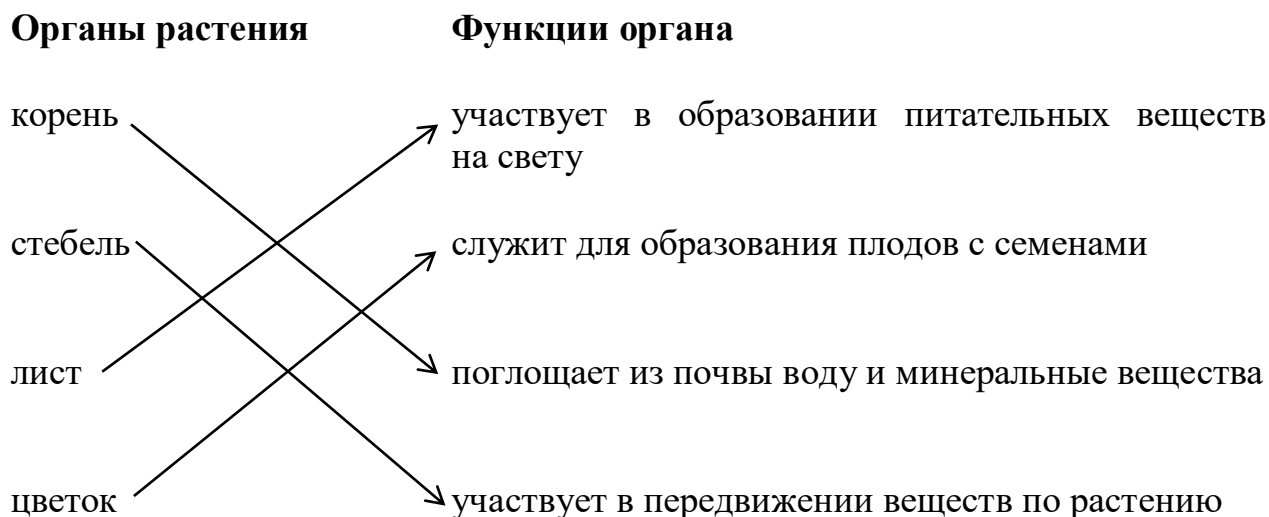 Органы растения Функции органа
корень участвует в образовании питательных веществ
на свету
стебель служит для образования плодов с семенами
лист поглощает из почвы воду и минеральные вещества
цветок участвует в передвижении веществ по растению